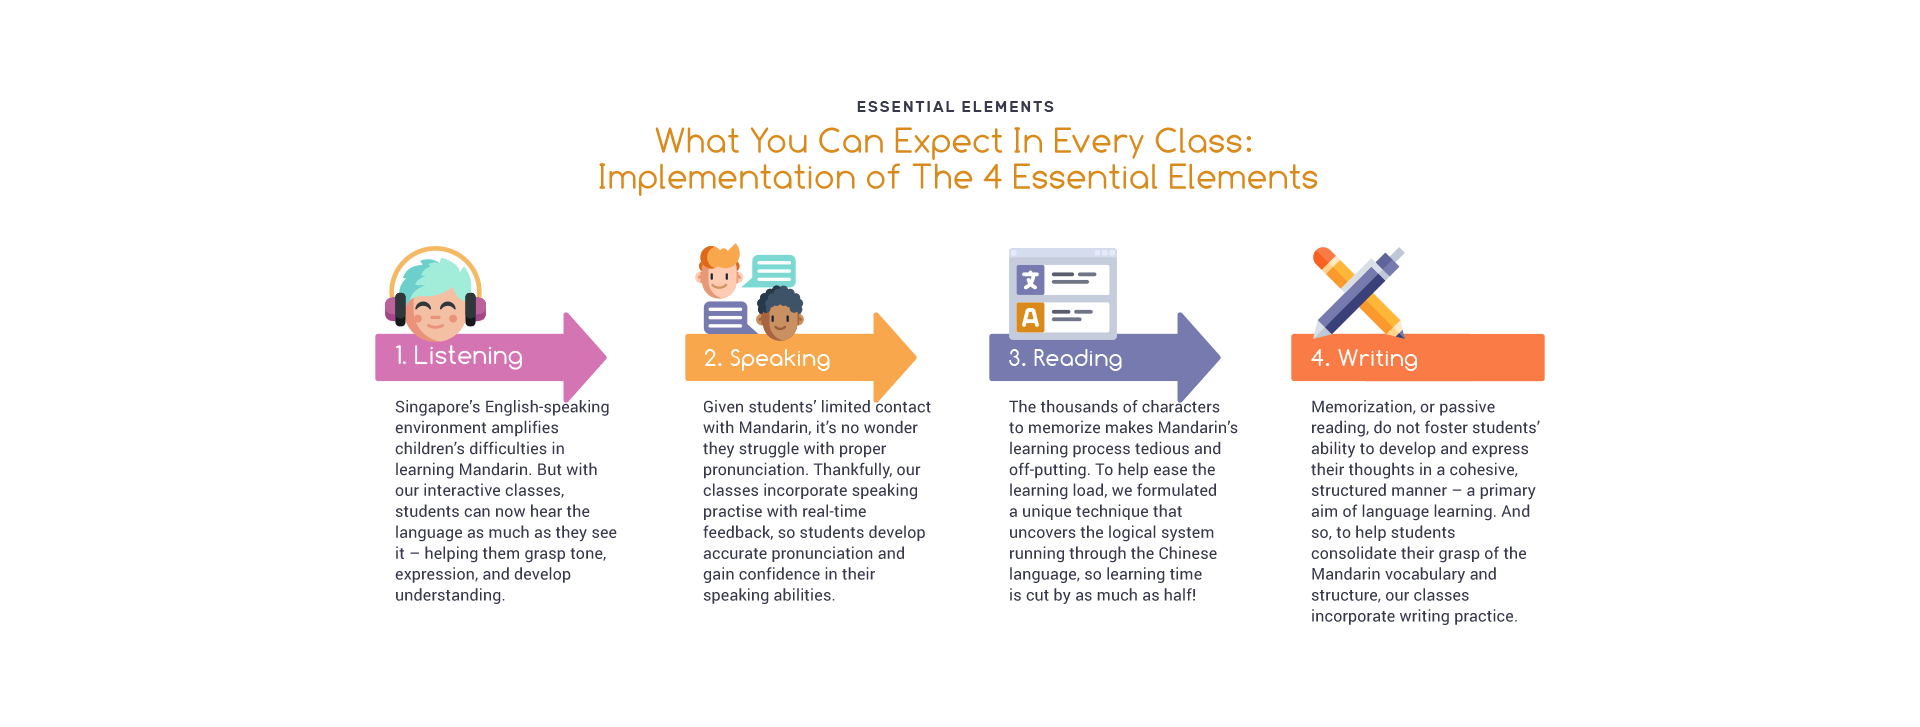 ESSENTIAL ELEMENTS
What You Can Expect In Every Class:
Implementation of The 4 Essential Elements
1. Listening
Singapore’s English-speaking
environment amplifies
children’s difficulties in
learning Mandarin. But with
our interactive classes,
students can now hear the
language as much as they see
it – helping them grasp tone,
expression, and develop
understanding.
2. Speaking
Given students’ limited contact
with Mandarin, it’s no wonder
they struggle with proper
pronunciation. Thankfully, our
classes incorporate speaking
practise with real-time
feedback, so students develop
accurate pronunciation and
gain confidence in their
speaking abilities.
A
3. Reading
The thousands of characters
to memorize makes Mandarin’s
learning process tedious and
off-putting. To help ease the
learning load, we formulated
a unique technique that
uncovers the logical system
running through the Chinese
language, so learning time
is cut by as much as half!
4. Writing
Memorization, or passive
reading, do not foster students’
ability to develop and express
their thoughts in a cohesive,
structured manner – a primary
aim of language learning. And
so, to help students
consolidate their grasp of the
Mandarin vocabulary and
structure, our classes
incorporate writing practice.